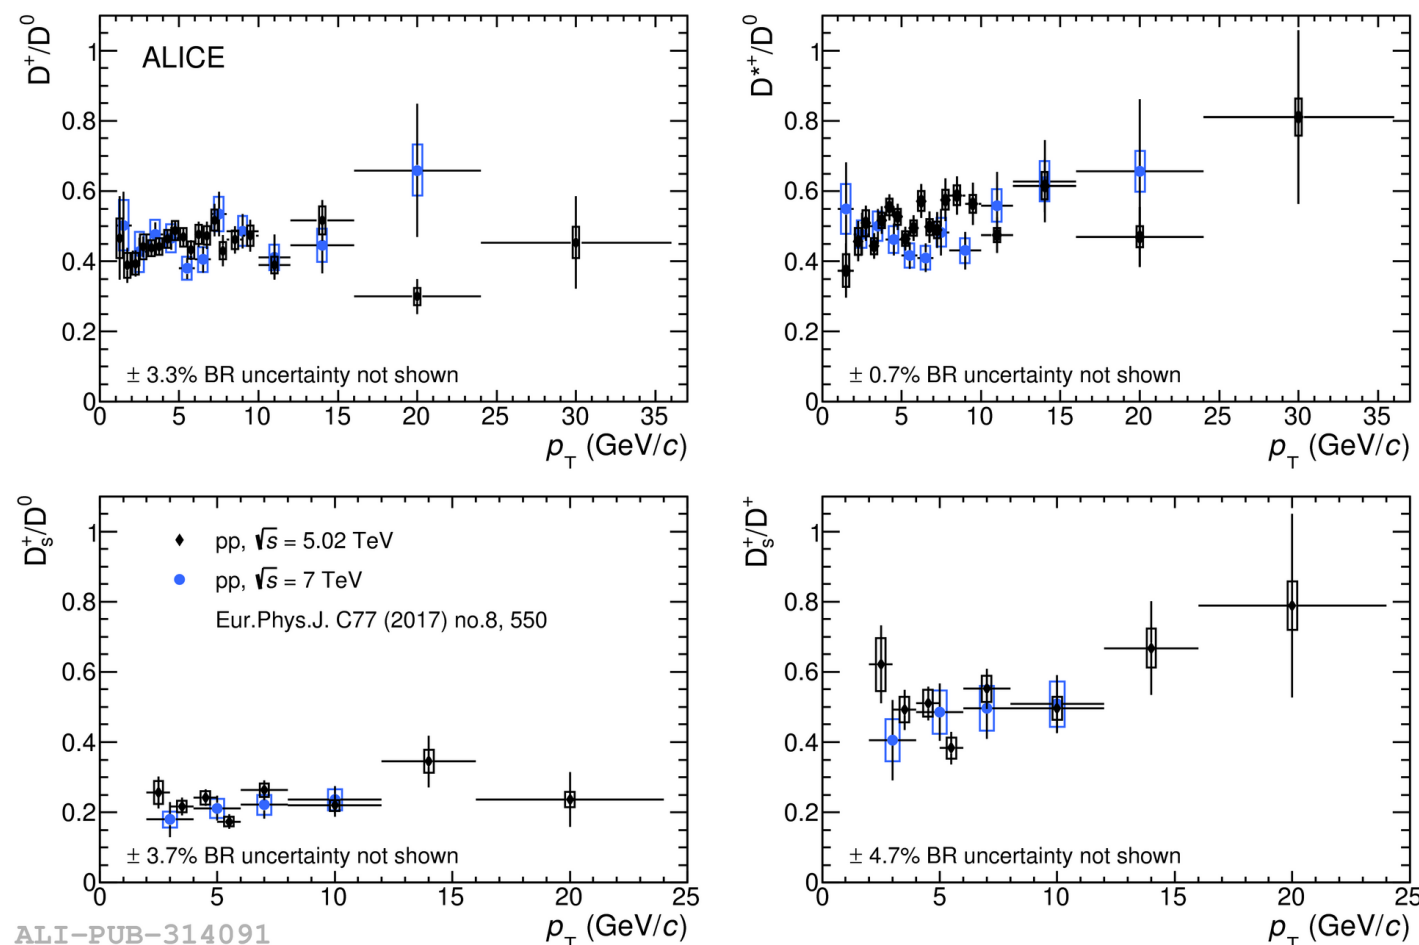 D+/D0
ALICE
1
0.8
0.6
0.4
0.2
0
± 3.3% BR uncertainty not shown
0 5 10 15 20 25 30 35
pT (GeV/c)
D*+/D0
1
0.8
0.6
0.4
0.2
0
± 0.7% BR uncertainty not shown
0 5 10 15 20 25 30 35
pT (GeV/c)
Ds+/D0
1
0.8
0.6
0.4
0.2
0
pp, √s = 5.02 TeV
pp, √s = 7 TeV
Eur.Phys.J. C77 (2017) no.8, 550
± 3.7% BR uncertainty not shown
0 5 10 15 20 25
pT (GeV/c)
Ds+/D+
1
0.8
0.6
0.4
0.2
0
± 4.7% BR uncertainty not shown
0 5 10 15 20 25
pT (GeV/c)
ALI-PUB-314091